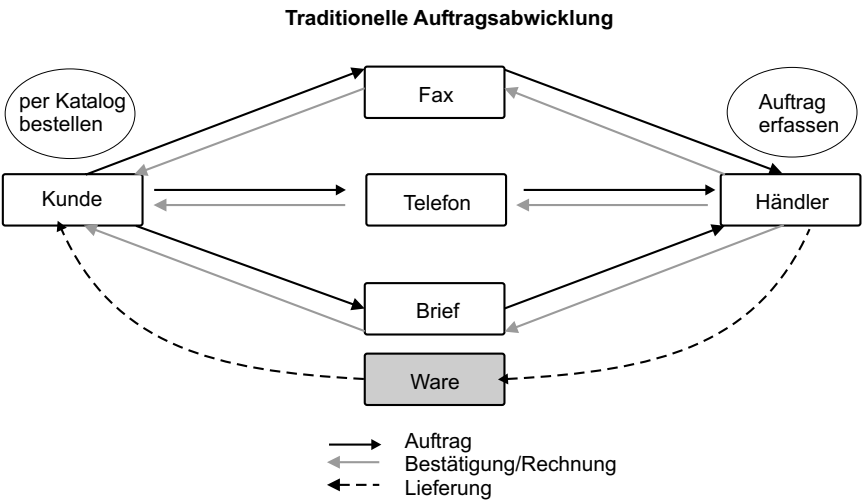 Traditionelle Auftragsabwicklung
per Katalog
bestellen
Fax
Auftrag
erfassen
Kunde
Telefon
Händler
Brief
Ware
Auftrag
Bestätigung/Rechnung
Lieferung